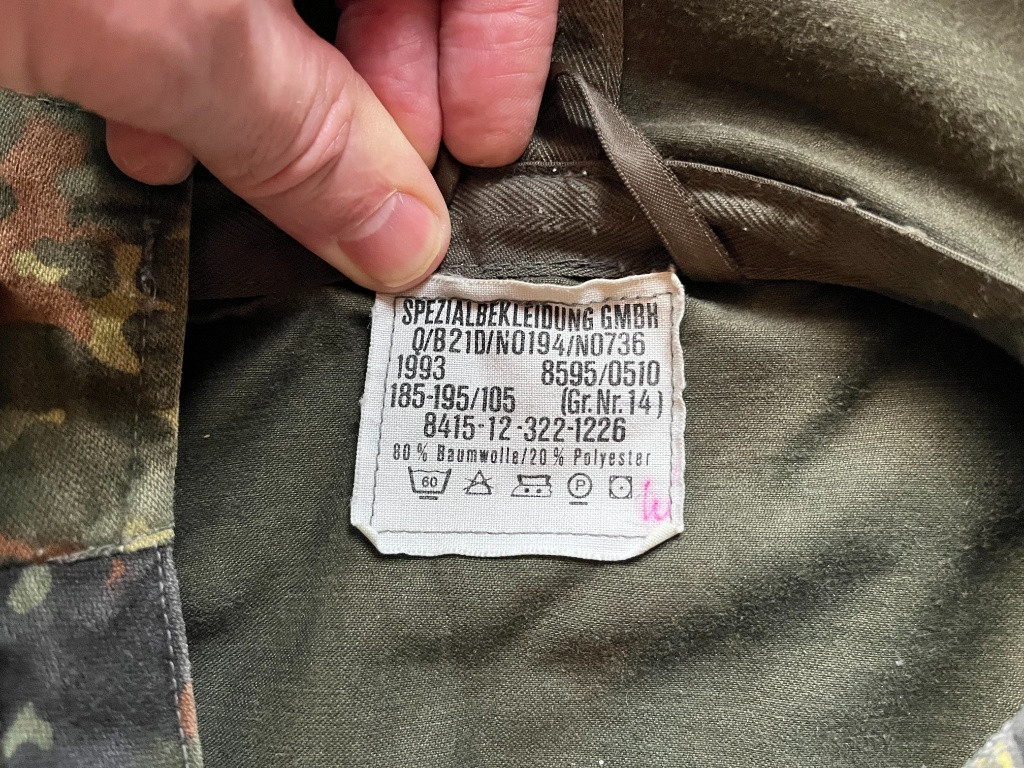 SPEZIALBEKLEIDUNG GMBH
Q/B21D/N0194/N0736
1993 8595/0510
185-195/105 (Gr.Nr.14)
8415-12-322-1226
80% Baumwolle/20% Polyester
60 P